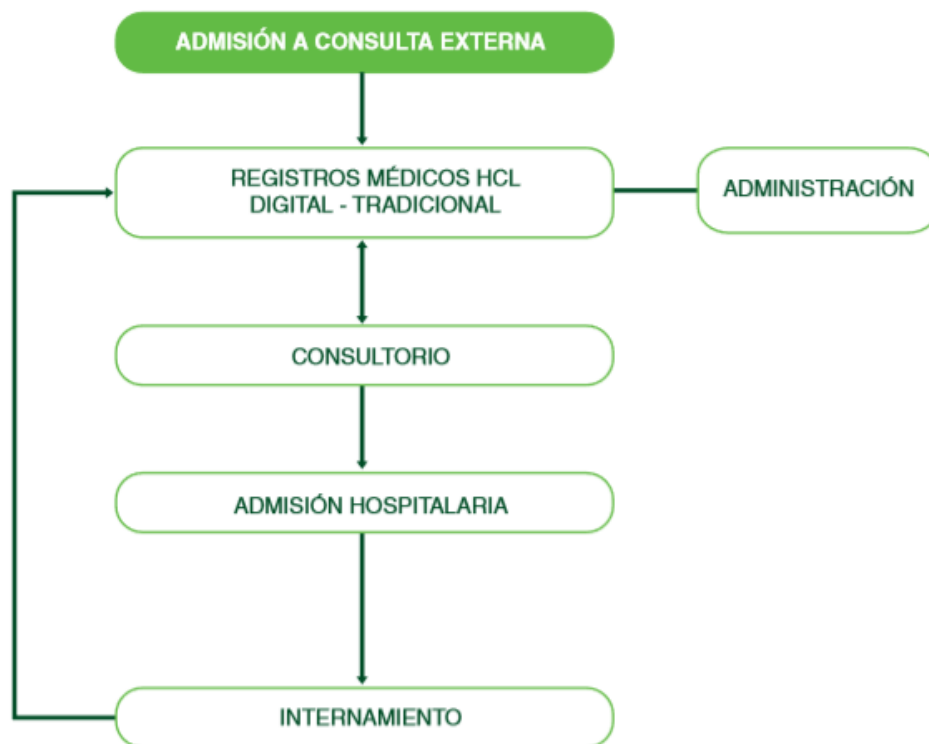 ADMISIÓN A CONSULTA EXTERNA
REGISTROS MÉDICOS HCL
DIGITAL - TRADICIONAL
ADMINISTRACIÓN
CONSULTORIO
ADMISIÓN HOSPITALARIA
INTERNAMIENTO